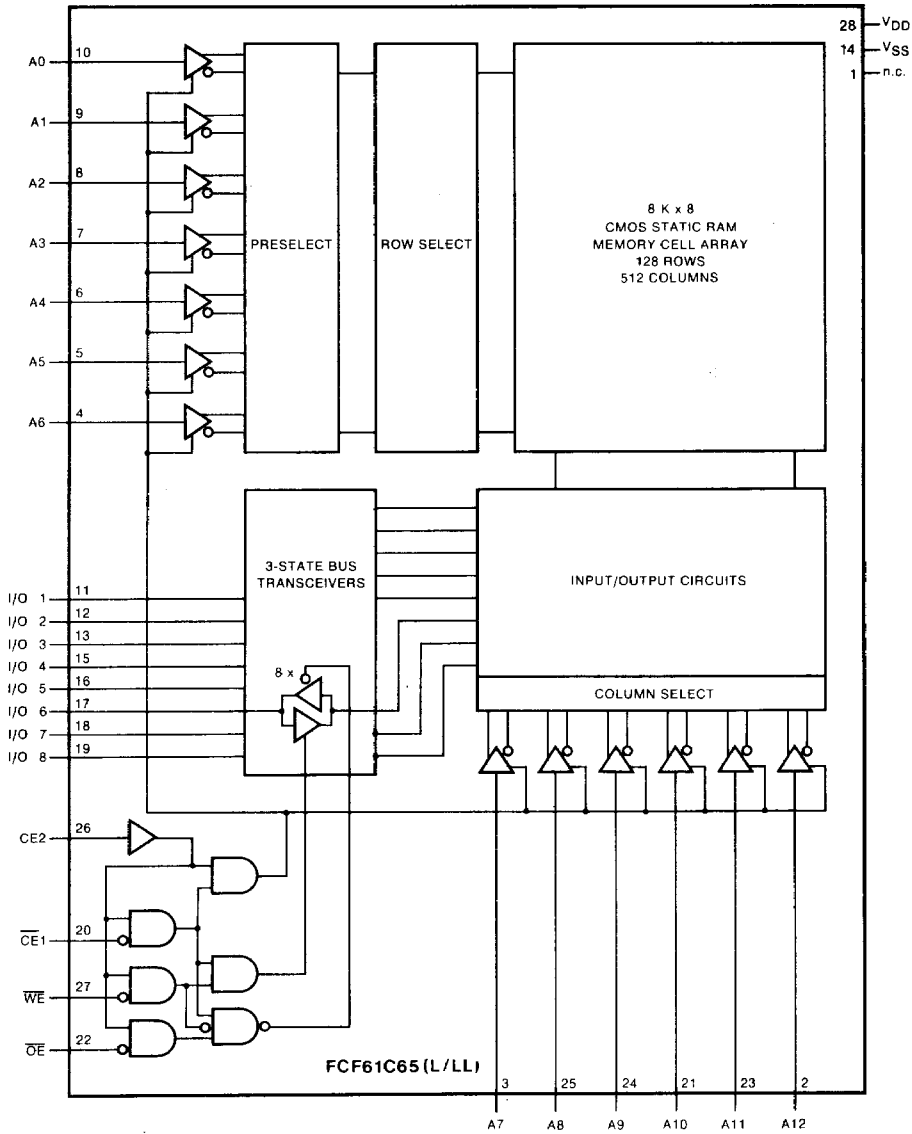 28 VDD
14 VSS
1 n.c.
A0 10
A1 9
A2 8
A3 7
A4 6
A5 5
A6 4
PRESELECT
ROW SELECT
8 K x 8
CMOS STATIC RAM
MEMORY CELL ARRAY
128 ROWS
512 COLUMNS
3-STATE BUS
TRANSCEIVERS
8 x
INPUT/OUTPUT CIRCUITS
COLUMN SELECT
I/O 1 11
I/O 2 12
I/O 3 13
I/O 4 15
I/O 5 16
I/O 6 17
I/O 7 18
I/O 8 19
CE2 26
C̅E̅1 20
W̅E̅ 27
O̅E̅ 22
FCF61C65 (L/LL)
3 25 24 21 23 2
A7 A8 A9 A10 A11 A12